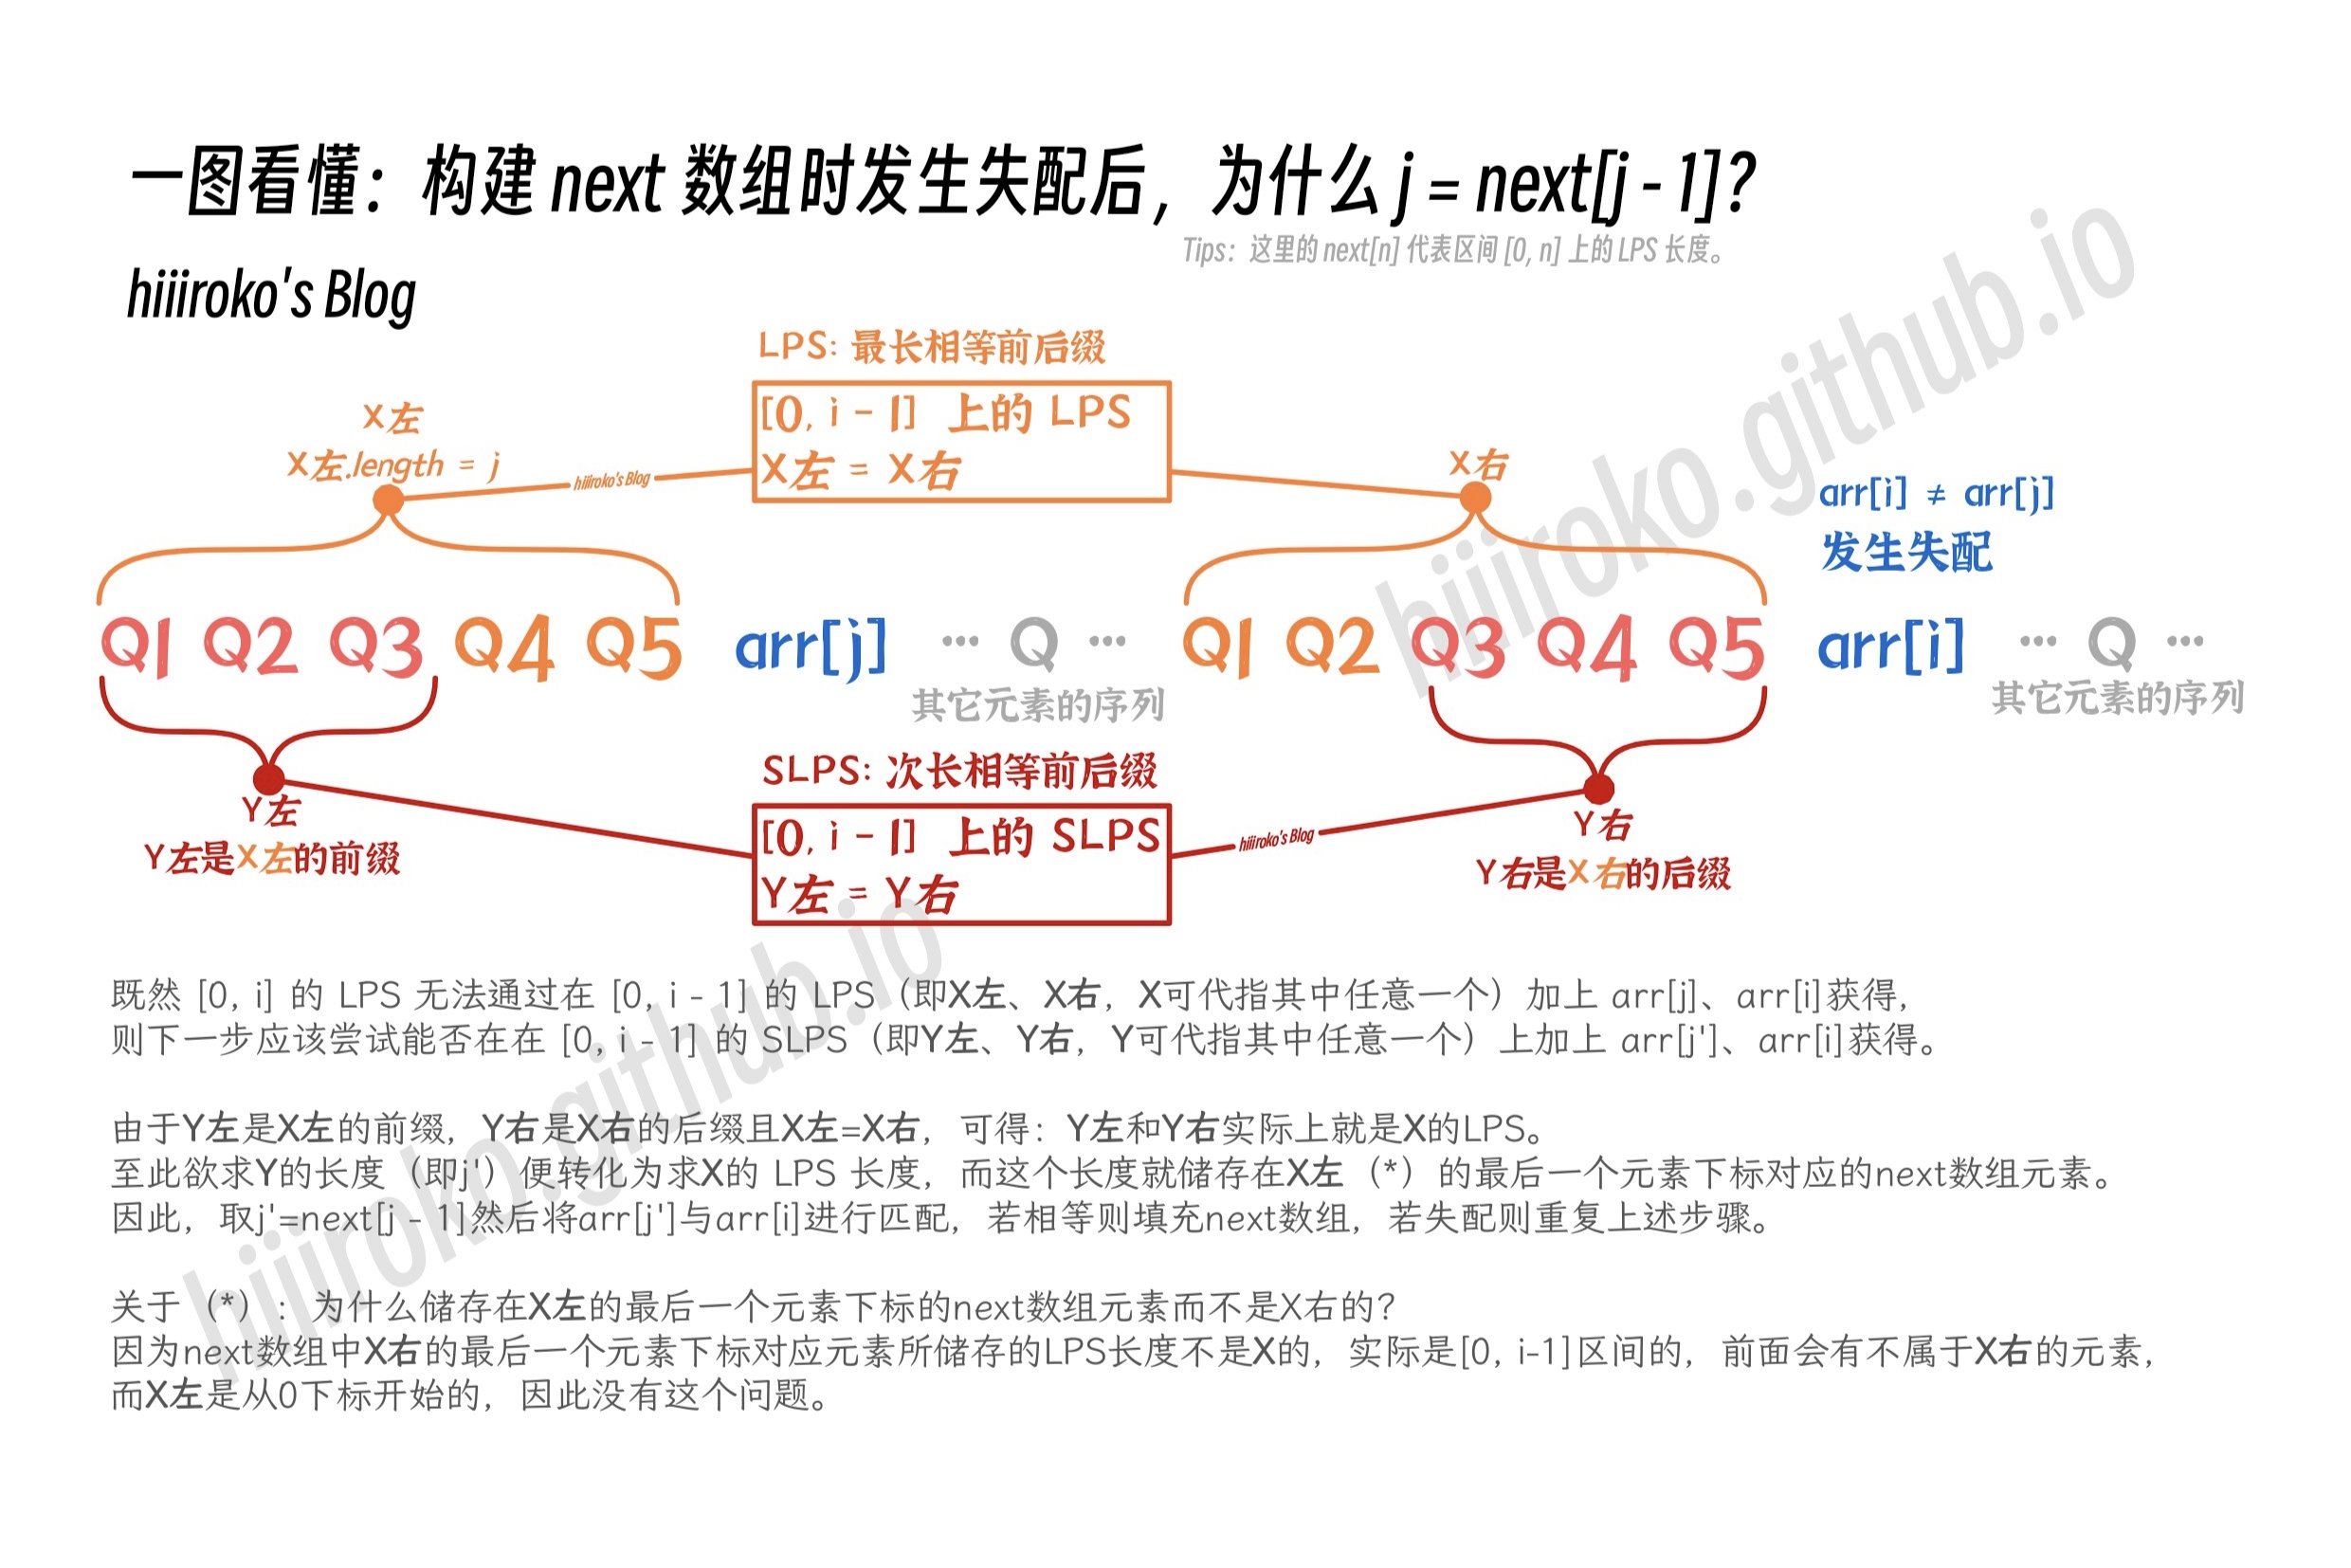 一图看懂：构建 next 数组时发生失配后，为什么 j = next[j - 1]?
Tips：这里的 next[n] 代表区间 [0, n] 上的 LPS 长度。
hiiiroko's Blog
LPS: 最长相等前后缀
[0, i - 1] 上的 LPS
X左 = X右
X左
X左.length = j
hiiiroko's Blog
X右
arr[i] ≠ arr[j]
发生失配
Q1 Q2 Q3 Q4 Q5 arr[j] ··· Q ··· Q1 Q2 Q3 Q4 Q5 arr[i] ··· Q ···
其它元素的序列
其它元素的序列
SLPS: 次长相等前后缀
[0, i - 1] 上的 SLPS
Y左 = Y右
Y左
Y左是X左的前缀
hiiiroko's Blog
Y右
Y右是X右的后缀
既然 [0, i] 的 LPS 无法通过在 [0, i - 1] 的 LPS（即X左、X右，X可代指其中任意一个）加上 arr[j]、arr[i]获得，
则下一步应该尝试能否在在 [0, i - 1] 的 SLPS（即Y左、Y右，Y可代指其中任意一个）上加上 arr[j']、arr[i]获得。
由于Y左是X左的前缀，Y右是X右的后缀且X左=X右，可得：Y左和Y右实际上就是X的LPS。
至此欲求Y的长度（即j'）便转化为求X的 LPS 长度，而这个长度就储存在X左（*）的最后一个元素下标对应的next数组元素。
因此，取j'=next[j - 1]然后将arr[j']与arr[i]进行匹配，若相等则填充next数组，若失配则重复上述步骤。
关于（*）：为什么储存在X左的最后一个元素下标的next数组元素而不是X右的？
因为next数组中X右的最后一个元素下标对应元素所储存的LPS长度不是X的，实际是[0, i-1]区间的，前面会有不属于X右的元素，
而X左是从0下标开始的，因此没有这个问题。
hiiiroko.github.io
hiiiroko.github.io